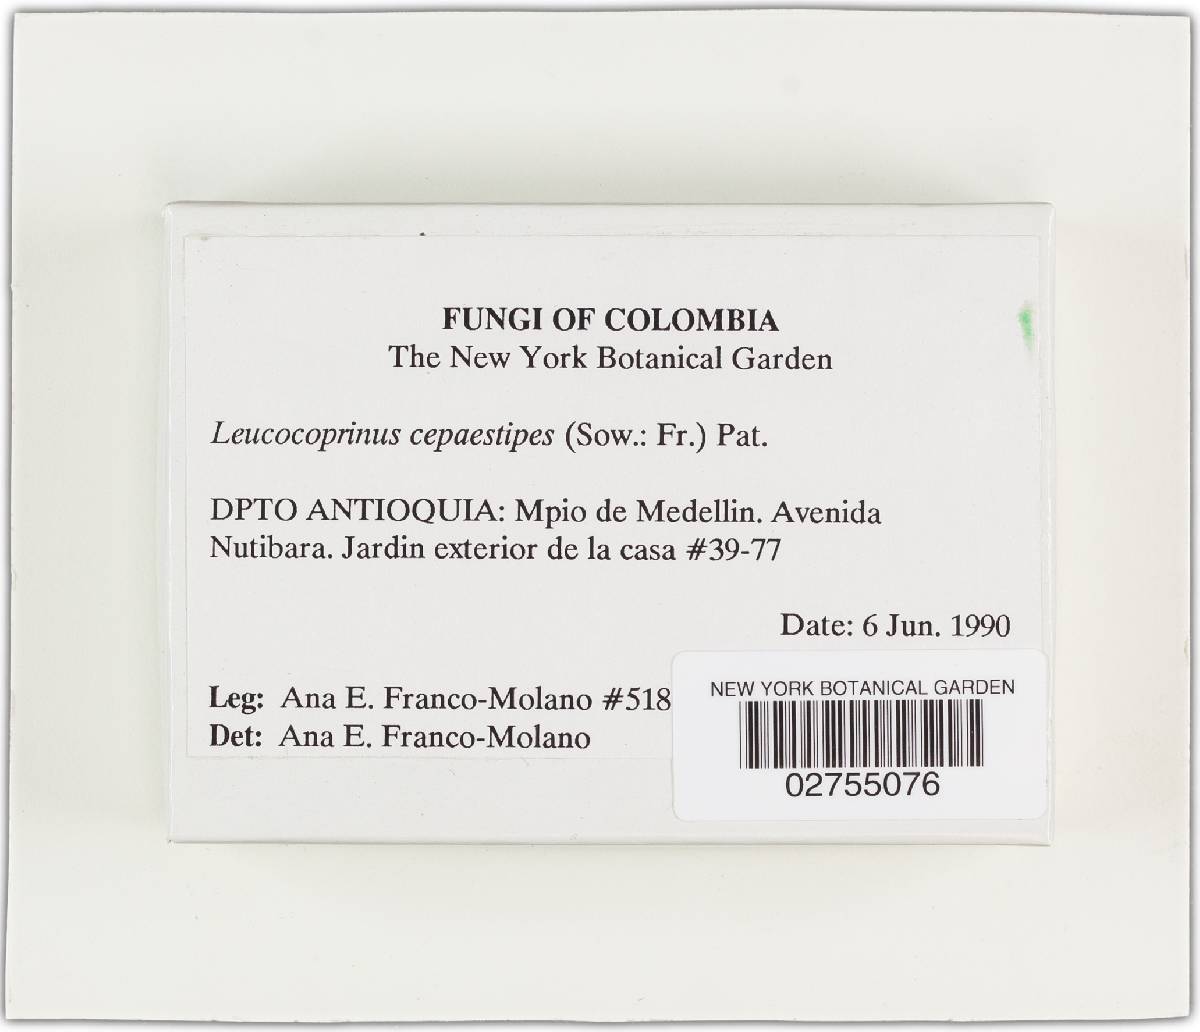 FUNGI OF COLOMBIA
The New York Botanical Garden
Leucocoprinus cepaestipes (Sow.: Fr.) Pat.
DPTO ANTIOQUIA: Mpio de Medellin. Avenida
Nutibara. Jardin exterior de la casa #39-77
Date: 6 Jun. 1990
Leg: Ana E. Franco-Molano #518
Det: Ana E. Franco-Molano
NEW YORK BOTANICAL GARDEN
02755076